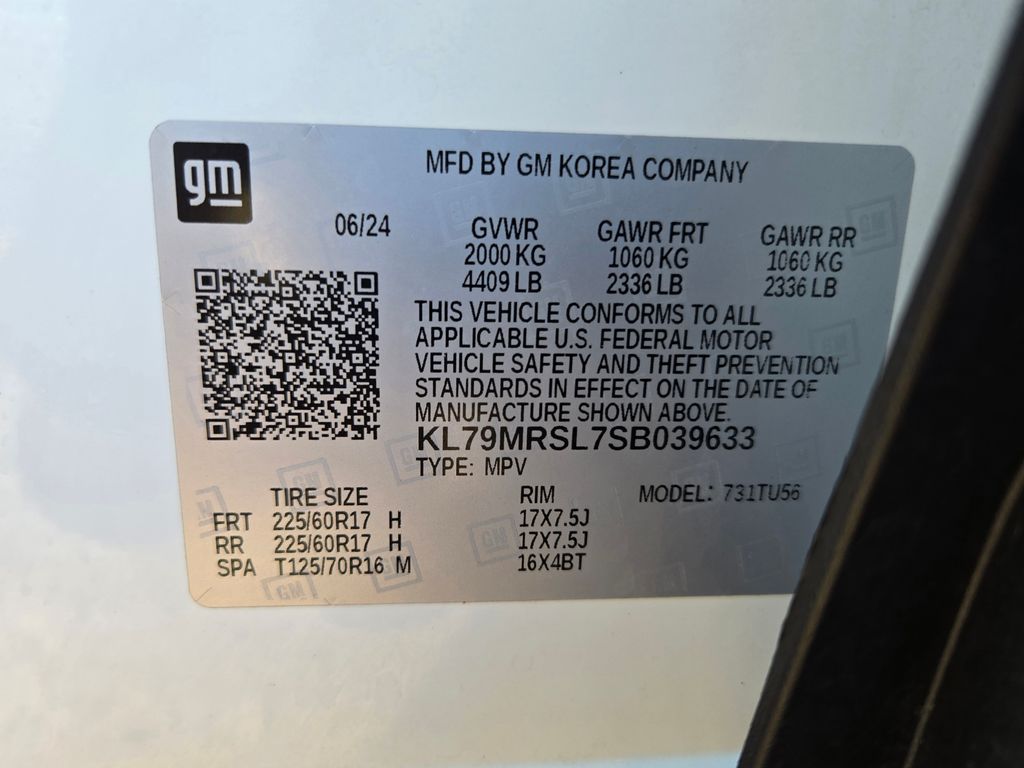 gm
MFD BY GM KOREA COMPANY
06/24 GVWR GAWR FRT GAWR RR
2000 KG 1060 KG 1060 KG
4409 LB 2336 LB 2336 LB
THIS VEHICLE CONFORMS TO ALL
APPLICABLE U.S. FEDERAL MOTOR
VEHICLE SAFETY AND THEFT PREVENTION
STANDARDS IN EFFECT ON THE DATE OF
MANUFACTURE SHOWN ABOVE.
KL79MRSL7SB039633
TYPE: MPV
TIRE SIZE RIM MODEL: 731TU56
FRT 225/60R17 H 17X7.5J
RR 225/60R17 H 17X7.5J
SPA T125/70R16 M 16X4BT